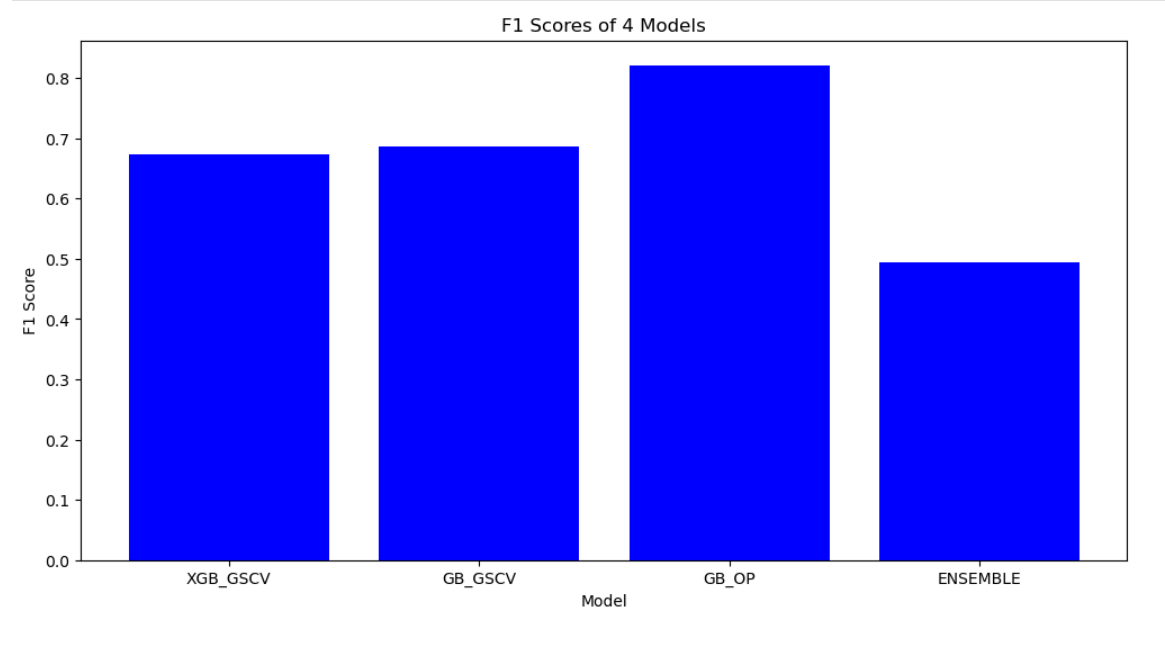 F1 Scores of 4 Models
F1 Score
0.8
0.7
0.6
0.5
0.4
0.3
0.2
0.1
0.0
XGB_GSCV GB_GSCV GB_OP ENSEMBLE
Model